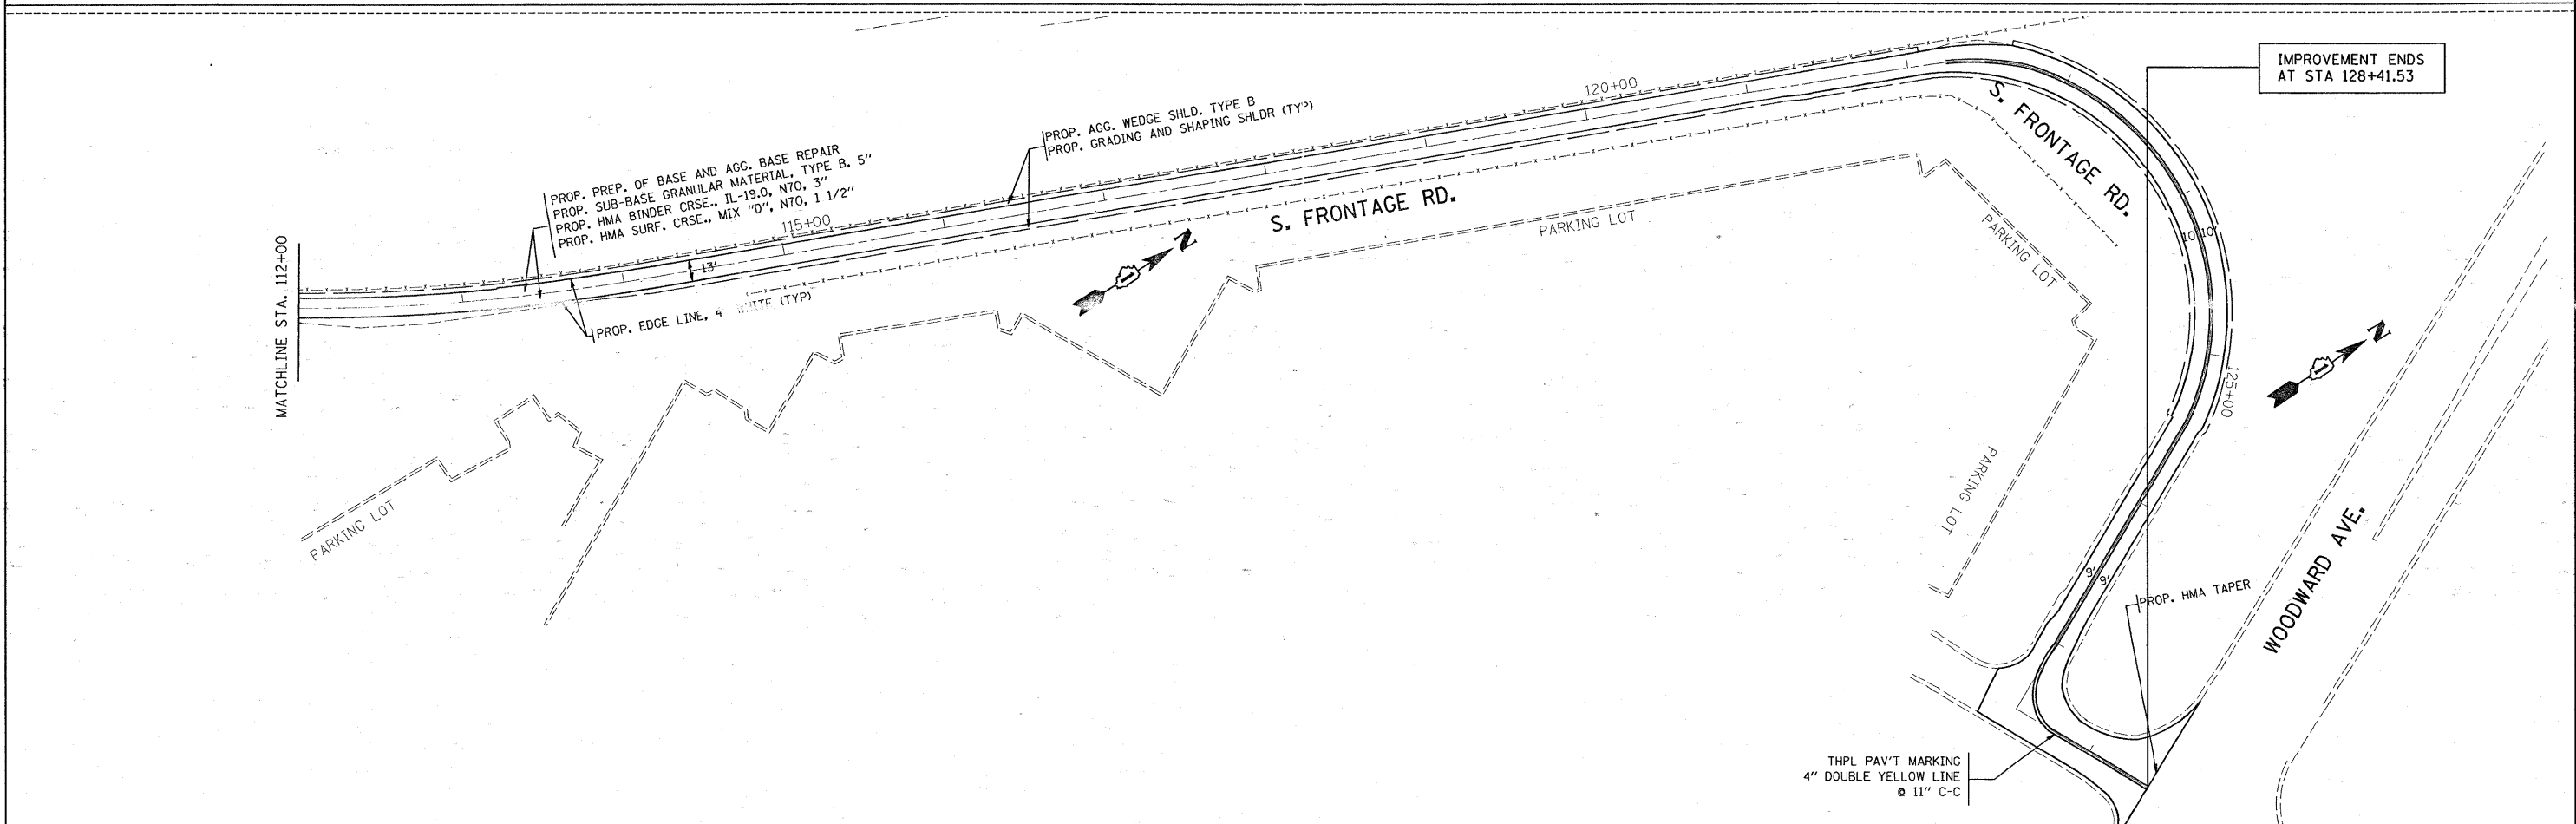 IMPROVEMENT ENDS
AT STA 128+41.53
120+00
S. FRONTAGE RD.
PROP. AGG. WEDGE SHLD. TYPE B
PROP. GRADING AND SHAPING SHLDR (TYP)
PROP. PREP. OF BASE AND AGG. BASE REPAIR
PROP. SUB-BASE GRANULAR MATERIAL, TYPE B, 5"
PROP. HMA BINDER CRSE., IL-19.0, N70, 3"
PROP. HMA SURF. CRSE., MIX "D", N70, 1 1/2"
115+00
S. FRONTAGE RD.
PARKING LOT
PARKING LOT
10' 10'
MATCHLINE STA. 112+00
13'
N
PROP. EDGE LINE, 4 WHITE (TYP)
N
125+00
PARKING LOT
PARKING LOT
WOODWARD AVE.
9' 9'
PROP. HMA TAPER
THPL PAV'T MARKING
4" DOUBLE YELLOW LINE
@ 11" C-C